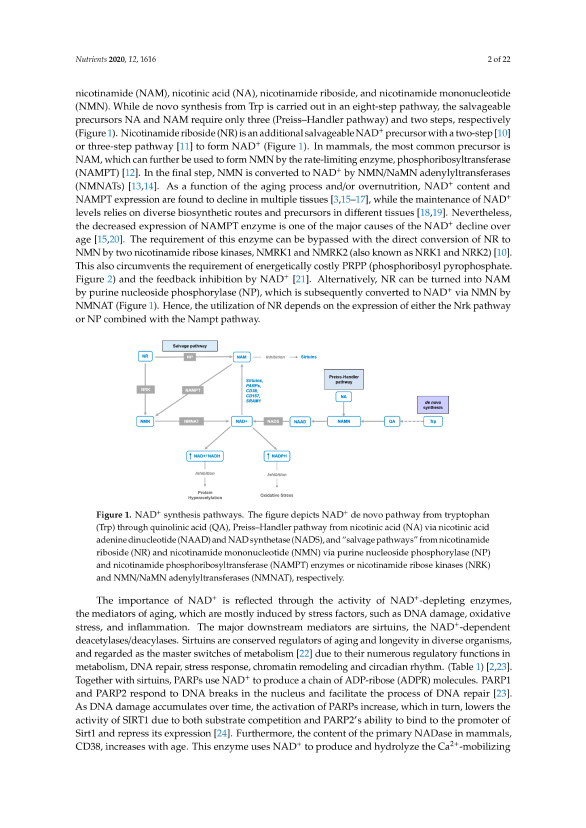 Nutrients 2020, 12, 1616
2 of 22
nicotinamide (NAM), nicotinic acid (NA), nicotinamide riboside, and nicotinamide mononucleotide
(NMN). While de novo synthesis from Trp is carried out in an eight-step pathway, the salvageable
precursors NA and NAM require only three (Preiss–Handler pathway) and two steps, respectively
(Figure 1). Nicotinamide riboside (NR) is an additional salvageable NAD+ precursor with a two-step [10]
or three-step pathway [11] to form NAD+ (Figure 1). In mammals, the most common precursor is
NAM, which can further be used to form NMN by the rate-limiting enzyme, phosphoribosyltransferase
(NAMPT) [12]. In the final step, NMN is converted to NAD+ by NMN/NaMN adenylyltransferases
(NMNATs) [13,14]. As a function of the aging process and/or overnutrition, NAD+ content and
NAMPT expression are found to decline in multiple tissues [3,15–17], while the maintenance of NAD+
levels relies on diverse biosynthetic routes and precursors in different tissues [18,19]. Nevertheless,
the decreased expression of NAMPT enzyme is one of the major causes of the NAD+ decline over
age [15,20]. The requirement of this enzyme can be bypassed with the direct conversion of NR to
NMN by two nicotinamide ribose kinases, NMRK1 and NMRK2 (also known as NRK1 and NRK2) [10].
This also circumvents the requirement of energetically costly PRPP (phosphoribosyl pyrophosphate.
Figure 2) and the feedback inhibition by NAD+ [21]. Alternatively, NR can be turned into NAM
by purine nucleoside phosphorylase (NP), which is subsequently converted to NAD+ via NMN by
NMNAT (Figure 1). Hence, the utilization of NR depends on the expression of either the Nrk pathway
or NP combined with the Nampt pathway.
Salvage pathway
NR
NP
NAM
Inhibition
Sirtuins
NRK
NAMPT
Sirtuins,
PARPs,
CD38,
CD157,
SRAM1
Preiss-Handler
pathway
NA
de novo
synthesis
NMN
NMNAT
NAD+
NADS
NAAD
NAMN
QA
Trp
↑ NAD+/ NADH
↑ NADPH
Inhibition
Inhibition
Protein
Hyperacetylation
Oxidative Stress
Figure 1. NAD+ synthesis pathways. The figure depicts NAD+ de novo pathway from tryptophan
(Trp) through quinolinic acid (QA), Preiss–Handler pathway from nicotinic acid (NA) via nicotinic acid
adenine dinucleotide (NAAD) and NAD synthetase (NADS), and "salvage pathways" from nicotinamide
riboside (NR) and nicotinamide mononucleotide (NMN) via purine nucleoside phosphorylase (NP)
and nicotinamide phosphoribosyltransferase (NAMPT) enzymes or nicotinamide ribose kinases (NRK)
and NMN/NaMN adenylyltransferases (NMNAT), respectively.
The importance of NAD+ is reflected through the activity of NAD+-depleting enzymes,
the mediators of aging, which are mostly induced by stress factors, such as DNA damage, oxidative
stress, and inflammation. The major downstream mediators are sirtuins, the NAD+-dependent
deacetylases/deacylases. Sirtuins are conserved regulators of aging and longevity in diverse organisms,
and regarded as the master switches of metabolism [22] due to their numerous regulatory functions in
metabolism, DNA repair, stress response, chromatin remodeling and circadian rhythm. (Table 1) [2,23].
Together with sirtuins, PARPs use NAD+ to produce a chain of ADP-ribose (ADPR) molecules. PARP1
and PARP2 respond to DNA breaks in the nucleus and facilitate the process of DNA repair [23].
As DNA damage accumulates over time, the activation of PARPs increase, which in turn, lowers the
activity of SIRT1 due to both substrate competition and PARP2's ability to bind to the promoter of
Sirt1 and repress its expression [24]. Furthermore, the content of the primary NADase in mammals,
CD38, increases with age. This enzyme uses NAD+ to produce and hydrolyze the Ca2+-mobilizing